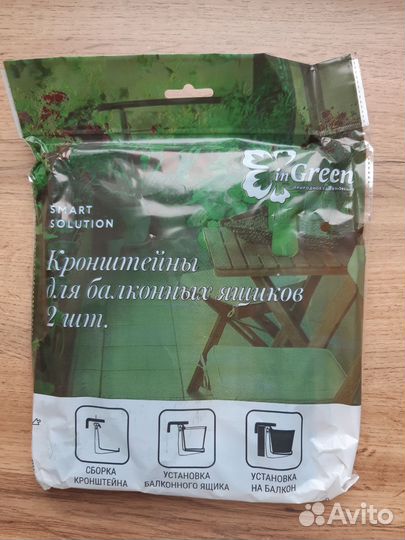 inGreen
SMART
SOLUTION
Кронштейны
для балконных ящиков
2 шт.
СБОРКА
КРОНШТЕЙНА
УСТАНОВКА
БАЛКОННОГО ЯЩИКА
УСТАНОВКА
НА БАЛКОН
Avito